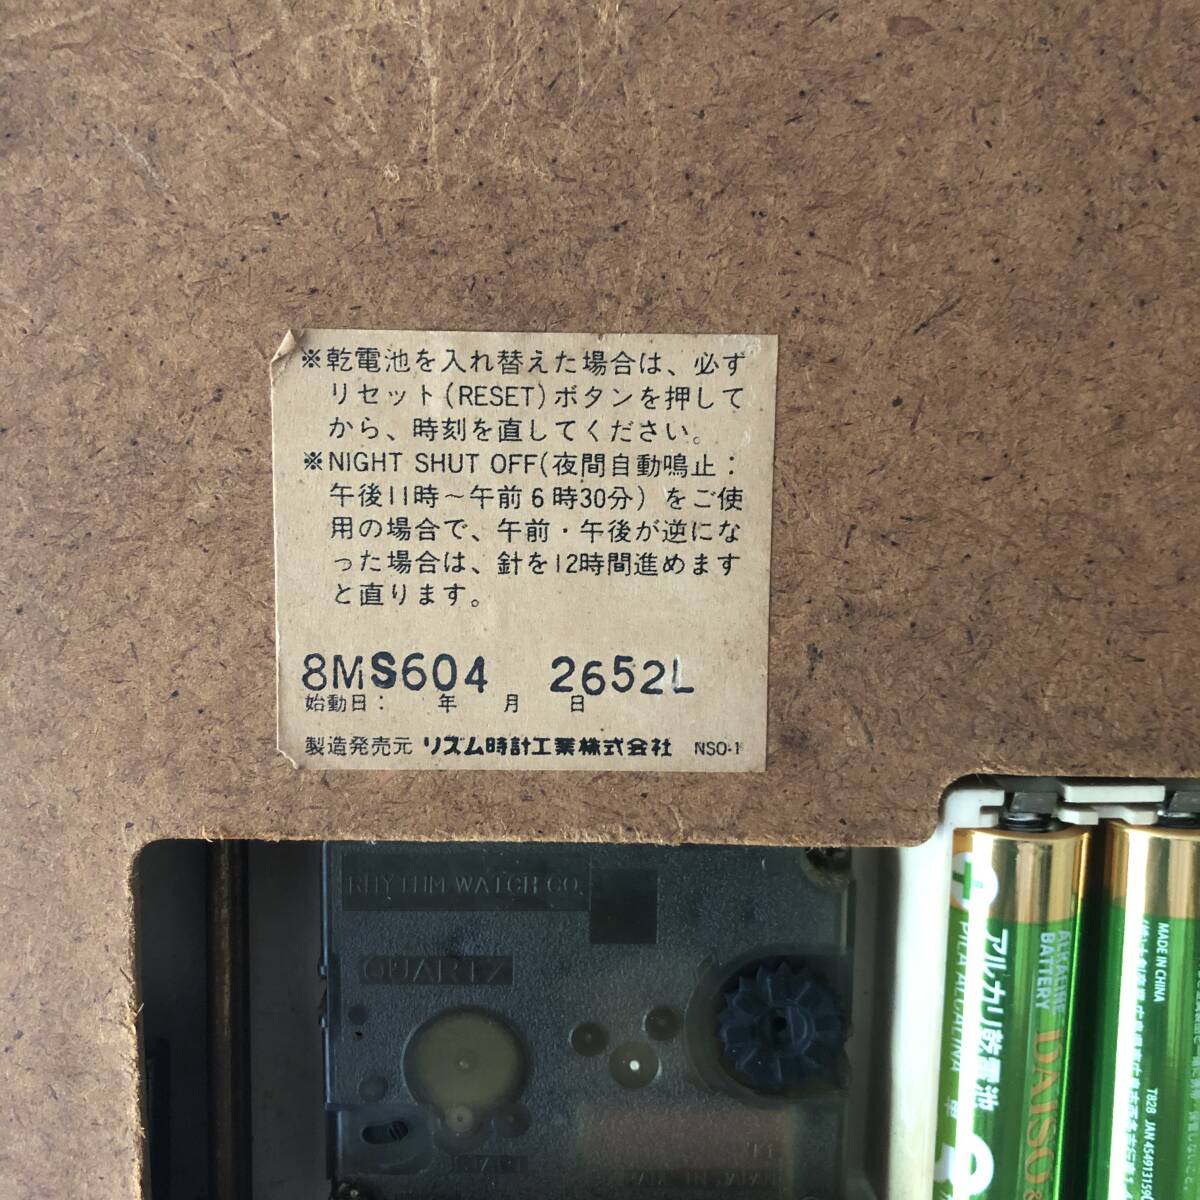 ※乾電池を入れ替えた場合は、必ず
リセット(RESET)ボタンを押して
から、時刻を直してください。
※NIGHT SHUT OFF(夜間自動鳴止:
午後11時～午前6時30分)をご使
用の場合で、午前・午後が逆にな
った場合は、針を12時間進めます
と直ります。
8MS604 2652L
始動日: 年 月 日
製造発売元 リズム時計工業株式会社 NSO-1
RHYTHM WATCH CO.
QUARTZ
アルカリ乾電池
PILA ALCALINA
ALKALINE
BATTERY
DAISO
単3
MADE IN CHINA
T828 JAN 4549131590